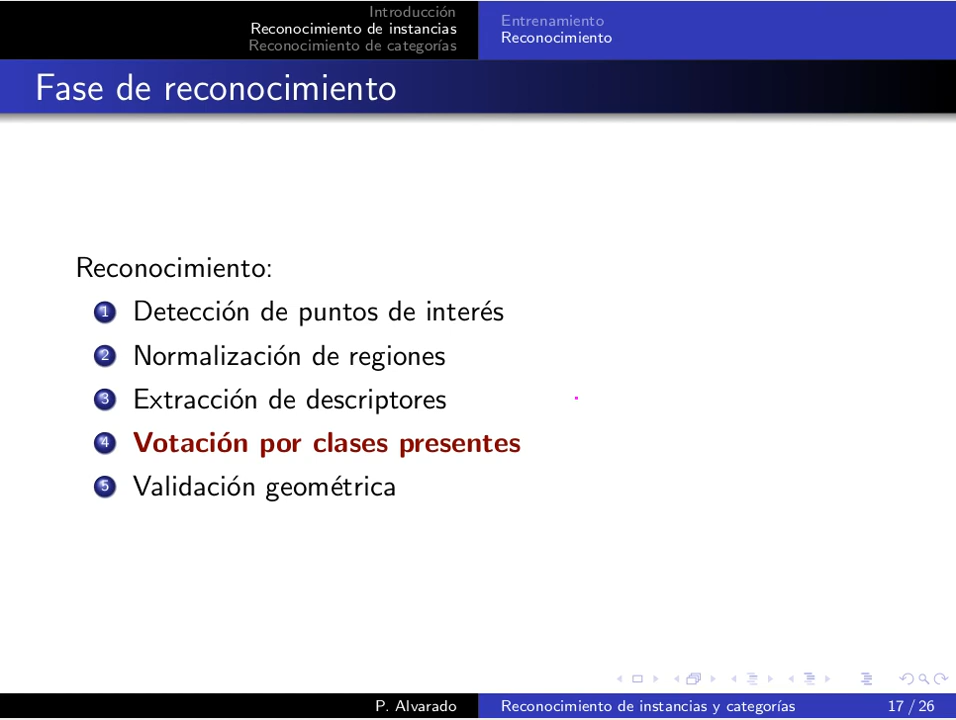 Introducción
Reconocimiento de instancias
Reconocimiento de categorías
Entrenamiento
Reconocimiento
Fase de reconocimiento
Reconocimiento:
1 Detección de puntos de interés
2 Normalización de regiones
3 Extracción de descriptores
4 Votación por clases presentes
5 Validación geométrica
P. Alvarado
Reconocimiento de instancias y categorías
17 / 26